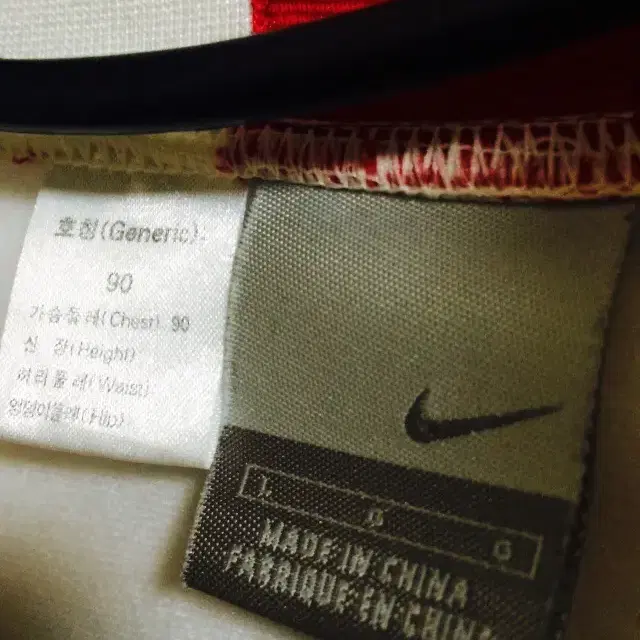 호칭(Generic).
90
가슴둘레(Chest) 90
신 장(Height)
허리둘레(Waist)
엉덩이둘레(Hip)
L D G
MADE IN CHINA
FABRIQUE EN CHINE